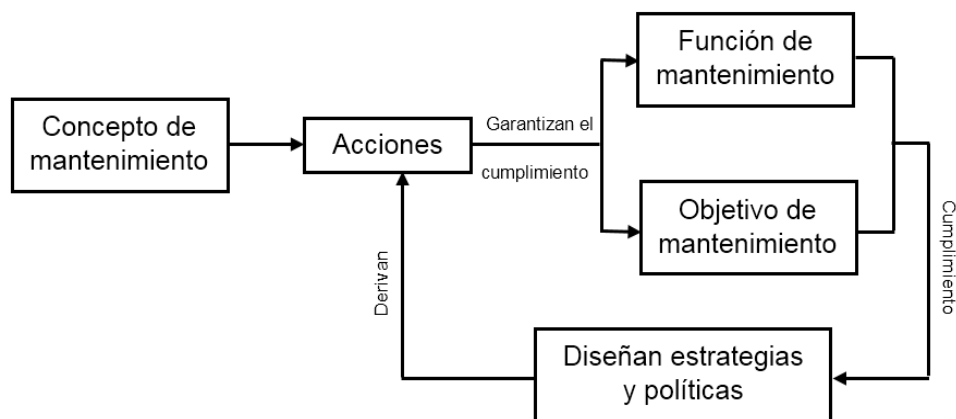 Concepto de
mantenimiento
Acciones
Garantizan el
cumplimiento
Función de
mantenimiento
Objetivo de
mantenimiento
Cumplimiento
Diseñan estrategias
y políticas
Derivan